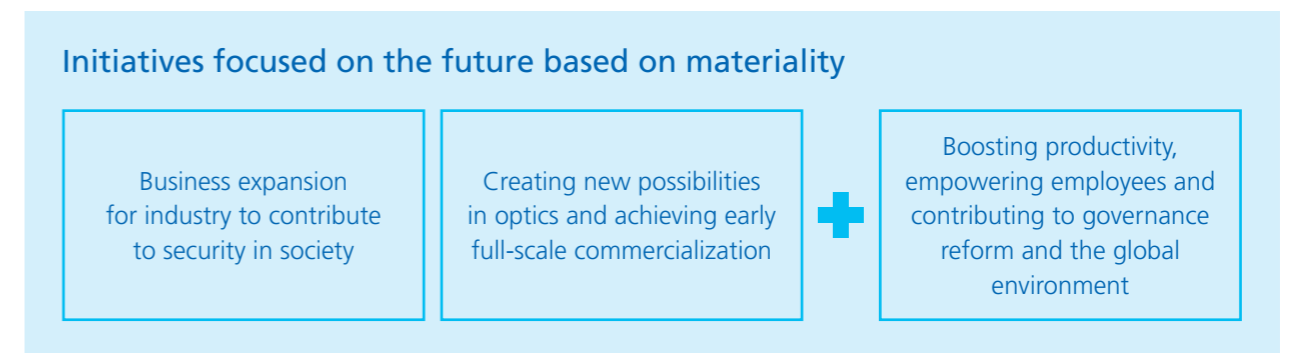 Initiatives focused on the future based on materiality
Business expansion
for industry to contribute
to security in society
Creating new possibilities
in optics and achieving early
full-scale commercialization
Boosting productivity,
empowering employees and
contributing to governance
reform and the global
environment